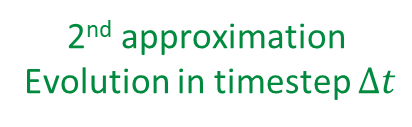 2nd approximation
Evolution in timestep Δt